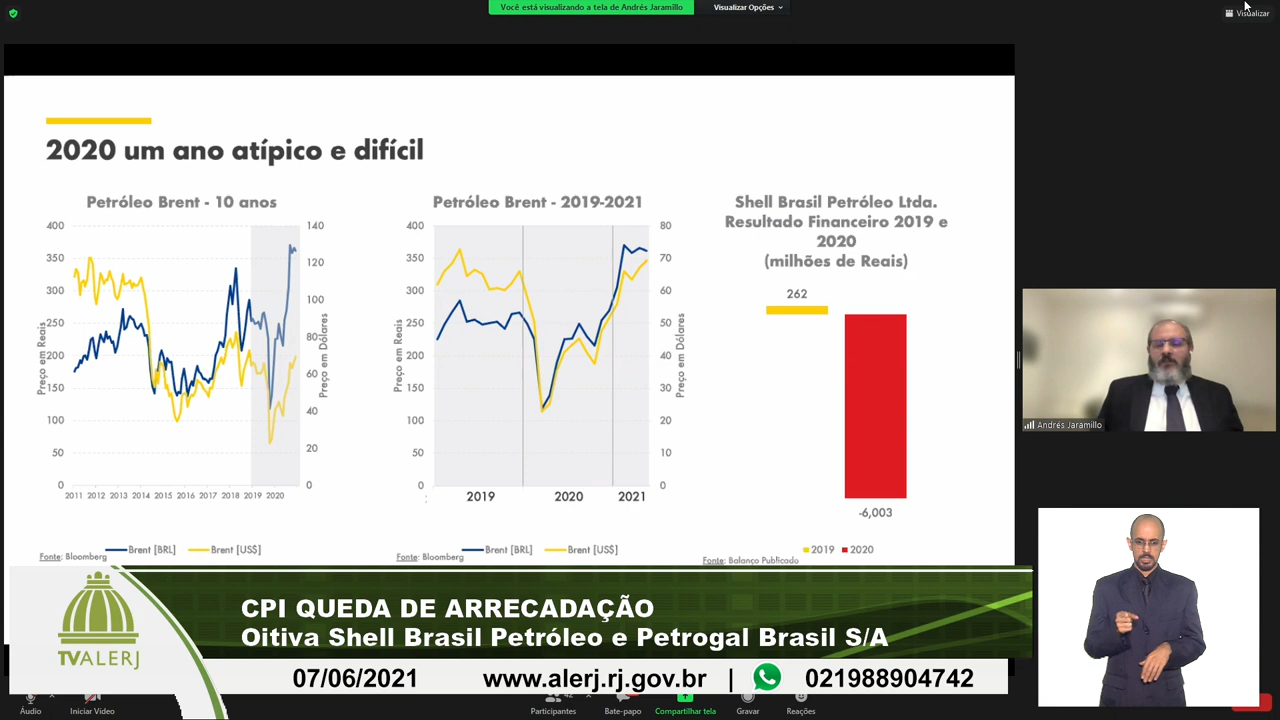 Você está visualizando a tela de Andrés Jaramillo
Visualizar Opções
Visualizar
2020 um ano atípico e difícil
Petróleo Brent - 10 anos
400
350
300
250
200
150
100
50
0
Preço em Reais
140
120
100
80
60
40
20
0
Preço em Dólares
2011 2012 2013 2014 2015 2016 2017 2018 2019 2020
Brent [BRL] Brent [US$]
Fonte: Bloomberg
Petróleo Brent - 2019-2021
400
350
300
250
200
150
100
50
0
Preço em Reais
80
70
60
50
40
30
20
10
0
Preço em Dólares
2019 2020 2021
Brent [BRL] Brent [US$]
Fonte: Bloomberg
Shell Brasil Petróleo Ltda.
Resultado Financeiro 2019 e
2020
(milhões de Reais)
262
-6,003
2019 2020
Fonte: Balanço Publicado
Andrés Jaramillo
TVALERJ
CPI QUEDA DE ARRECADAÇÃO
Oitiva Shell Brasil Petróleo e Petrogal Brasil S/A
07/06/2021 www.alerj.rj.gov.br | 021988904742
Áudio
Iniciar Vídeo
Participantes
Bate-papo
Compartilhar tela
Gravar
Reações